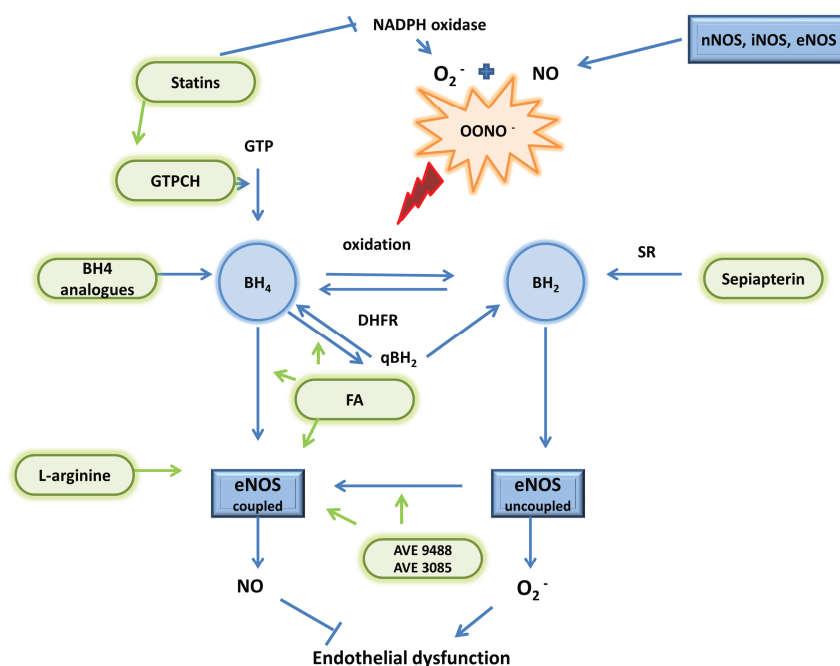 NADPH oxidase
nNOS, iNOS, eNOS
O2 -
NO
Statins
OONO -
GTP
GTPCH
oxidation
SR
BH4
analogues
BH4
BH2
Sepiapterin
DHFR
qBH2
FA
L-arginine
eNOS
coupled
eNOS
uncoupled
AVE 9488
AVE 3085
NO
O2 -
Endothelial dysfunction